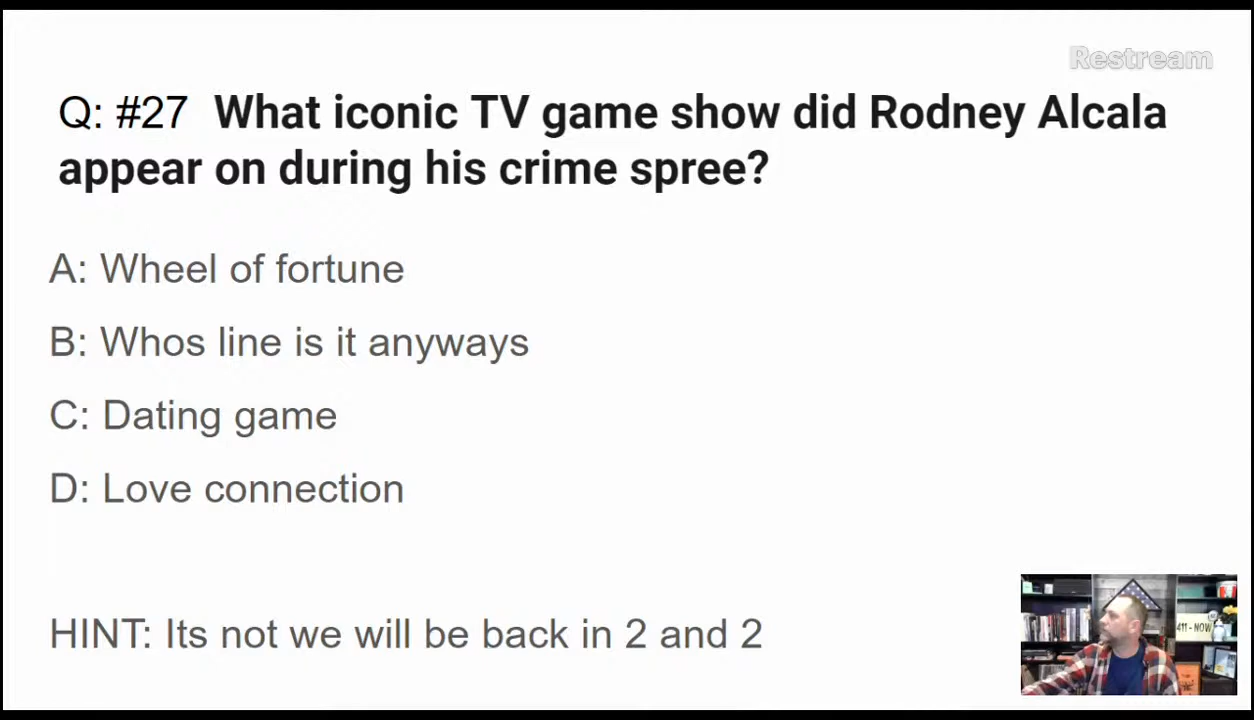 Restream
Q: #27 What iconic TV game show did Rodney Alcala
appear on during his crime spree?
A: Wheel of fortune
B: Whos line is it anyways
C: Dating game
D: Love connection
HINT: Its not we will be back in 2 and 2
411 - NOW